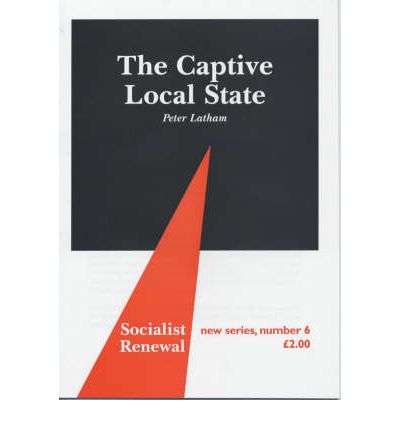 The Captive
Local State
Peter Latham
Socialist
Renewal
new series, number 6
£2.00